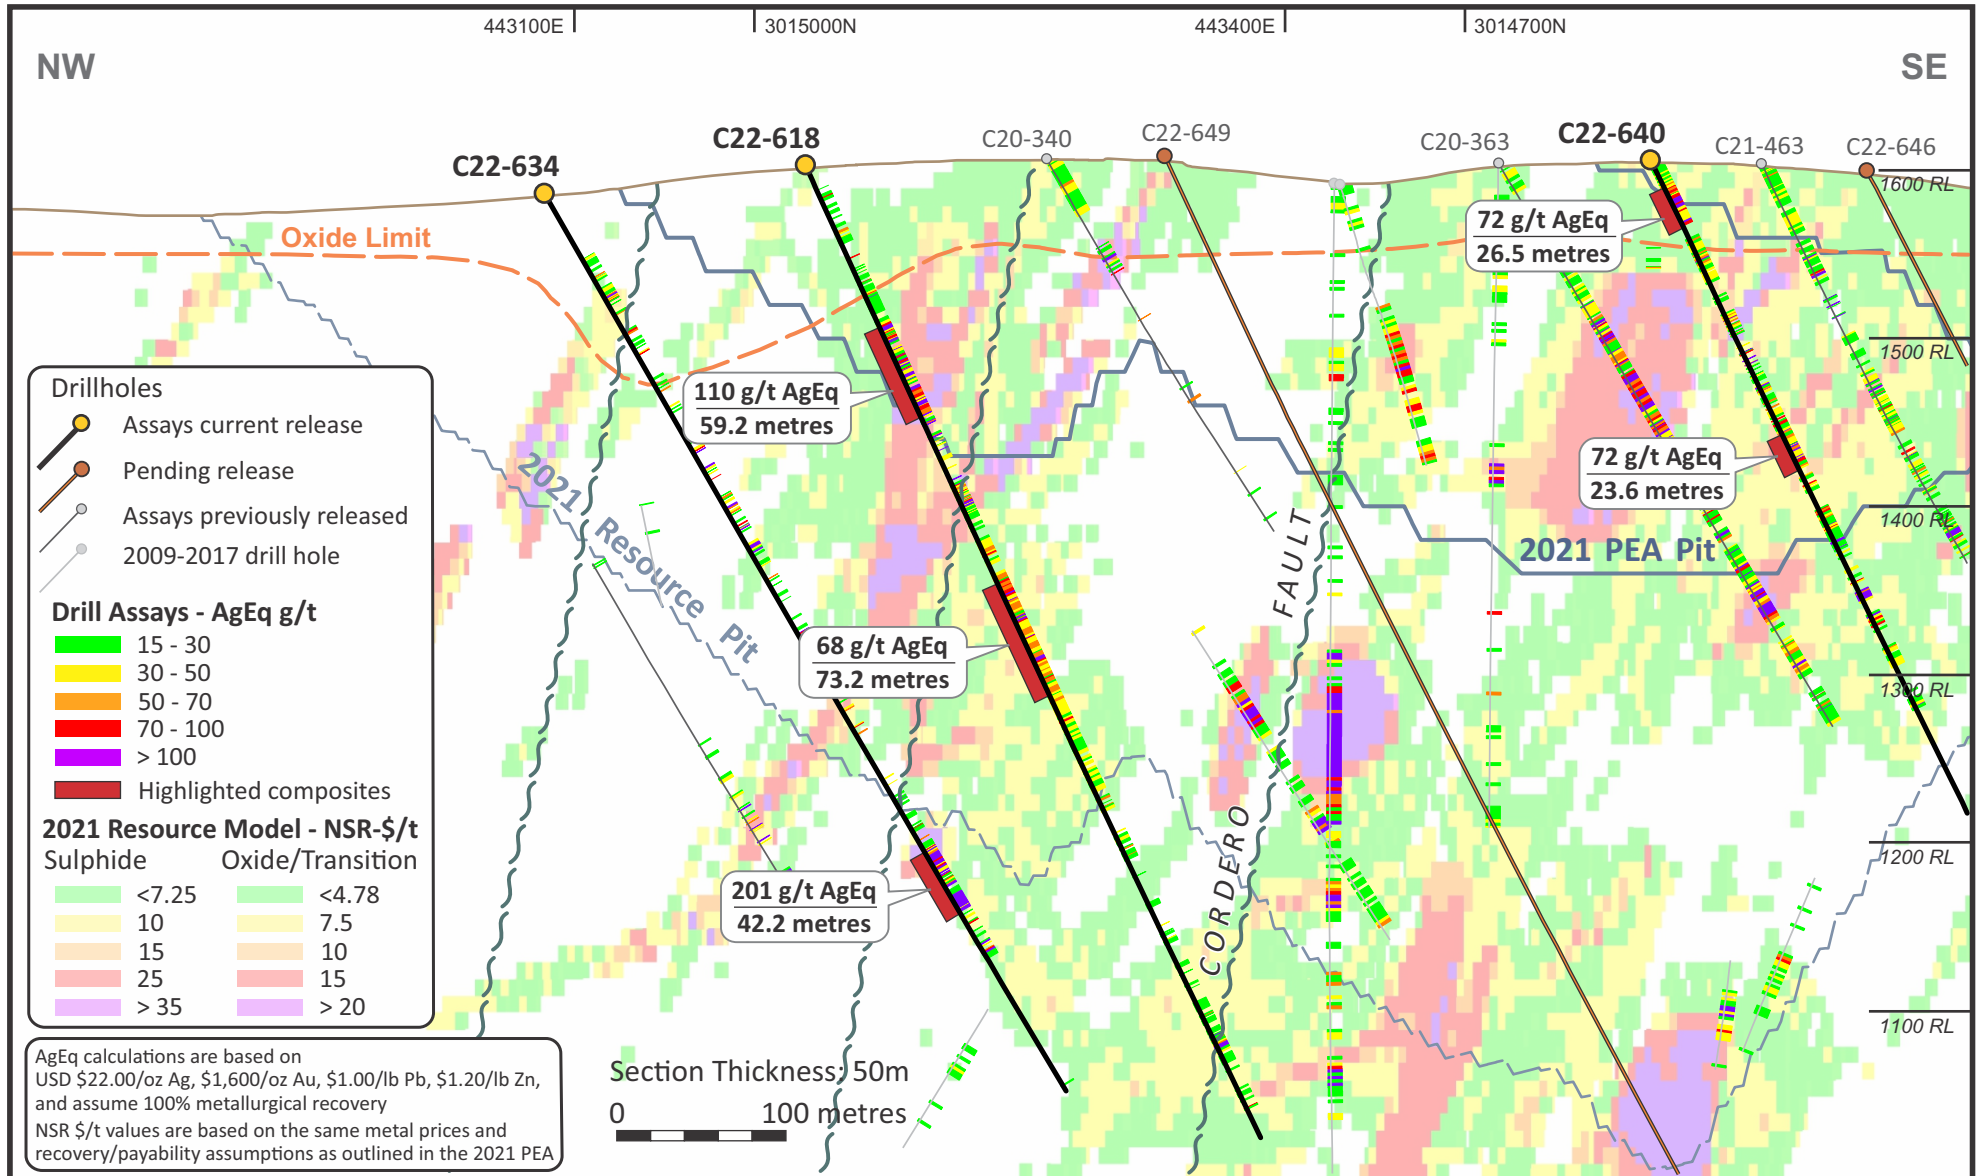 443100E
3015000N
443400E
3014700N
NW
SE
C22-634
C22-618
C20-340
C22-649
C20-363
C22-640
C21-463
C22-646
1600 RL
Oxide Limit
72 g/t AgEq
26.5 metres
1500 RL
110 g/t AgEq
59.2 metres
72 g/t AgEq
23.6 metres
1400 RL
2021 Resource Pit
2021 PEA Pit
CORDERO FAULT
68 g/t AgEq
73.2 metres
1300 RL
1200 RL
201 g/t AgEq
42.2 metres
1100 RL
Drillholes
Assays current release
Pending release
Assays previously released
2009-2017 drill hole
Drill Assays - AgEq g/t
15 - 30
30 - 50
50 - 70
70 - 100
> 100
Highlighted composites
2021 Resource Model - NSR-$/t
Sulphide Oxide/Transition
<7.25 <4.78
10 7.5
15 10
25 15
> 35 > 20
AgEq calculations are based on
USD $22.00/oz Ag, $1,600/oz Au, $1.00/lb Pb, $1.20/lb Zn,
and assume 100% metallurgical recovery
NSR $/t values are based on the same metal prices and
recovery/payability assumptions as outlined in the 2021 PEA
Section Thickness: 50m
0 100 metres